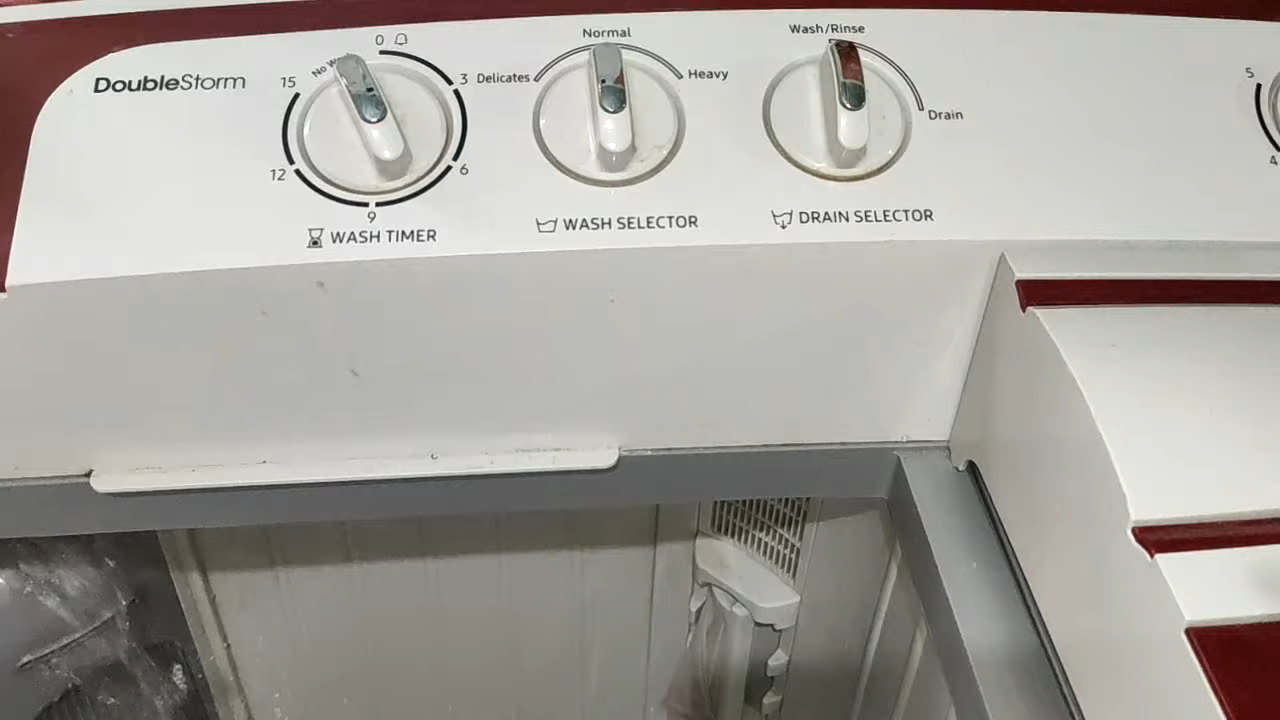 DoubleStorm
0
3
6
9
12
15
No
WASH TIMER
Normal
Delicates
Heavy
WASH SELECTOR
Wash/Rinse
Drain
DRAIN SELECTOR
5
4